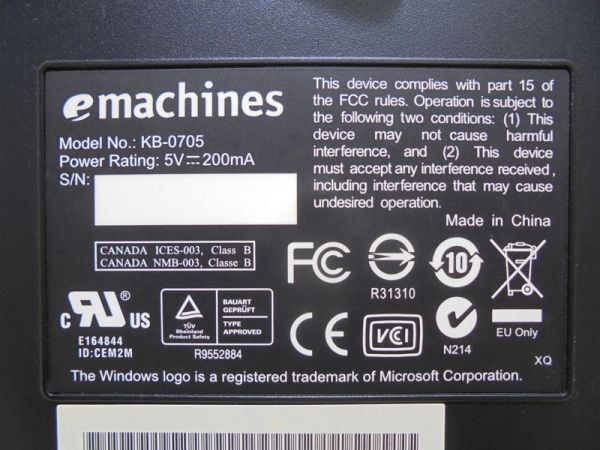 emachines
Model No.: KB-0705
Power Rating: 5V⎓200mA
S/N:
This device complies with part 15 of
the FCC rules. Operation is subject to
the following two conditions: (1) This
device may not cause harmful
interference, and (2) This device
must accept any interference received,
including interference that may cause
undesired operation.
Made in China
CANADA ICES-003, Class B
CANADA NMB-003, Classe B
FC
R31310
10
c UR US ®
E164844
ID:CEM2M
TÜV
Rheinland
Product Safety
BAUART
GEPRÜFT
TYPE
APPROVED
R9552884
CE
VCI
N214
EU Only
XQ
The Windows logo is a registered trademark of Microsoft Corporation.